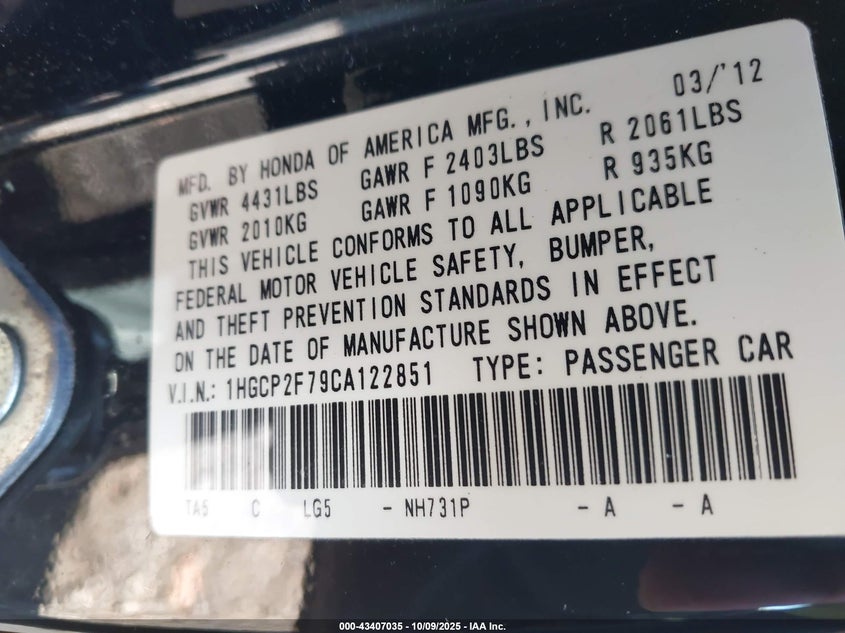 03/'12
MFD. BY HONDA OF AMERICA MFG., INC.
GVWR 4431LBS GAWR F 2403LBS R 2061LBS
GVWR 2010KG GAWR F 1090KG R 935KG
THIS VEHICLE CONFORMS TO ALL APPLICABLE
FEDERAL MOTOR VEHICLE SAFETY, BUMPER,
AND THEFT PREVENTION STANDARDS IN EFFECT
ON THE DATE OF MANUFACTURE SHOWN ABOVE.
V.I.N.: 1HGCP2F79CA122851 TYPE: PASSENGER CAR
TA5 C LG5 - NH731P - A - A
000-43407035 - 10/09/2025 - IAA Inc.